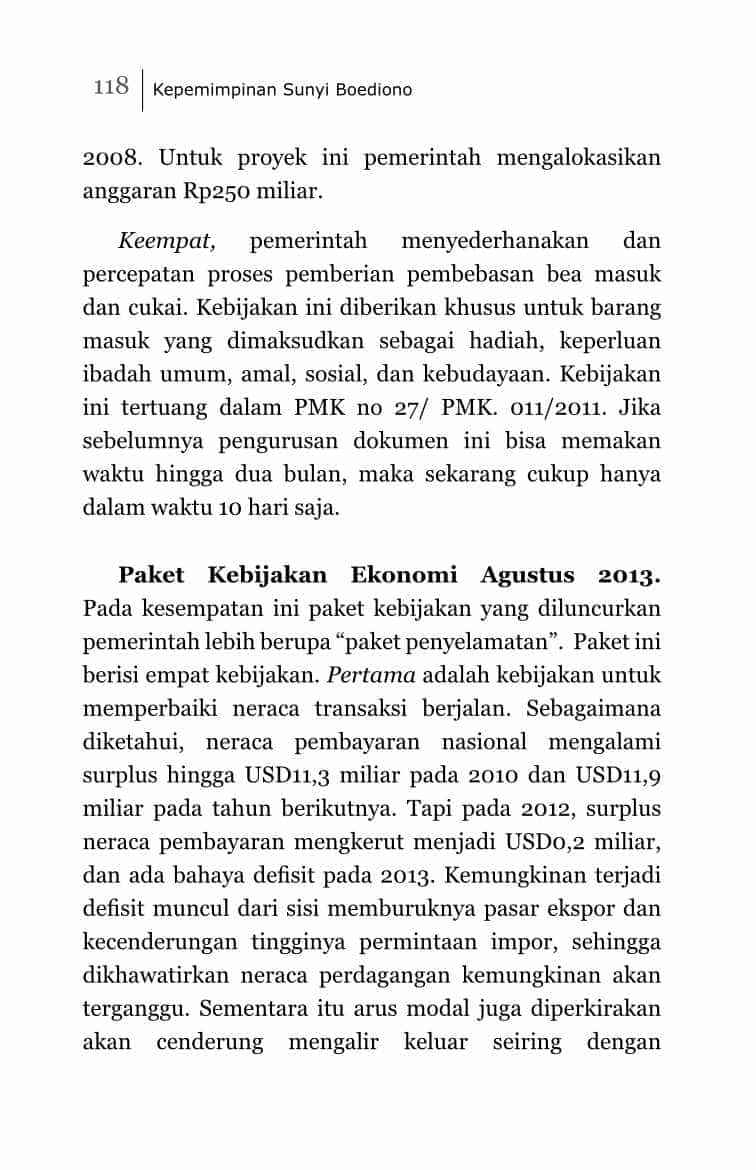 118
Kepemimpinan Sunyi Boediono
2008. Untuk proyek ini pemerintah mengalokasikan
anggaran Rp250 miliar.
Keempat, pemerintah menyederhanakan dan
percepatan proses pemberian pembebasan bea masuk
dan cukai. Kebijakan ini diberikan khusus untuk barang
masuk yang dimaksudkan sebagai hadiah, keperluan
ibadah umum, amal, sosial, dan kebudayaan. Kebijakan
ini tertuang dalam PMK no 27/ PMK. 011/2011. Jika
sebelumnya pengurusan dokumen ini bisa memakan
waktu hingga dua bulan, maka sekarang cukup hanya
dalam waktu 10 hari saja.
Paket Kebijakan Ekonomi Agustus 2013.
Pada kesempatan ini paket kebijakan yang diluncurkan
pemerintah lebih berupa “paket penyelamatan”. Paket ini
berisi empat kebijakan. Pertama adalah kebijakan untuk
memperbaiki neraca transaksi berjalan. Sebagaimana
diketahui, neraca pembayaran nasional mengalami
surplus hingga USD11,3 miliar pada 2010 dan USD11,9
miliar pada tahun berikutnya. Tapi pada 2012, surplus
neraca pembayaran mengkerut menjadi USD0,2 miliar,
dan ada bahaya defisit pada 2013. Kemungkinan terjadi
defisit muncul dari sisi memburuknya pasar ekspor dan
kecenderungan tingginya permintaan impor, sehingga
dikhawatirkan neraca perdagangan kemungkinan akan
terganggu. Sementara itu arus modal juga diperkirakan
akan cenderung mengalir keluar seiring dengan